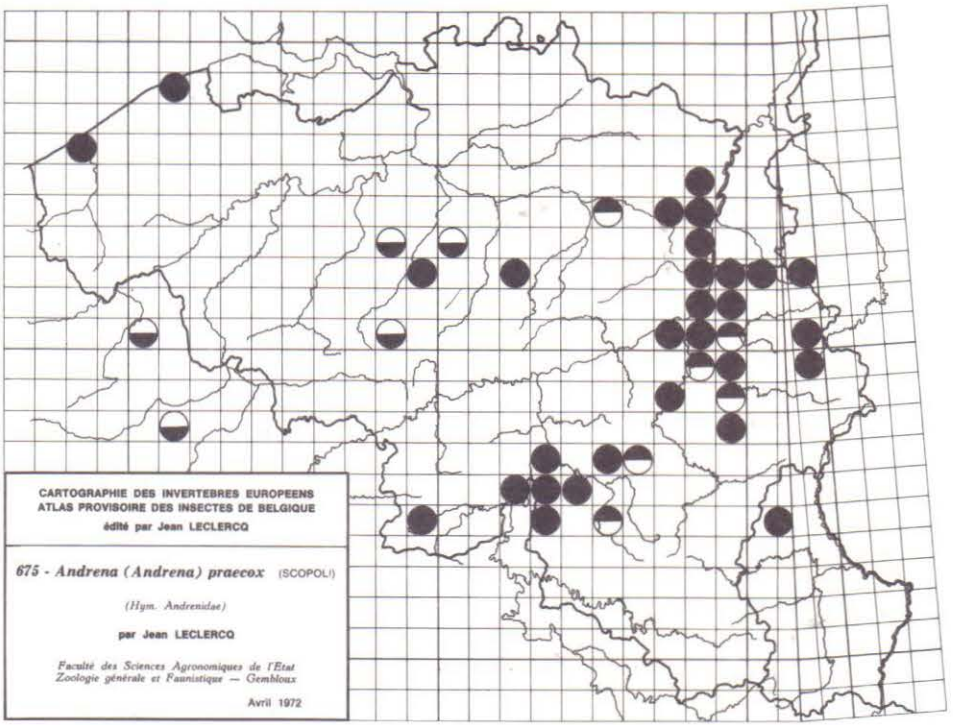 CARTOGRAPHIE DES INVERTEBRES EUROPEENS
ATLAS PROVISOIRE DES INSECTES DE BELGIQUE
édité par Jean LECLERCQ
675 - Andrena (Andrena) praecox (SCOPOLI)
(Hym. Andrenidae)
par Jean LECLERCQ
Faculté des Sciences Agronomiques de l'Etat
Zoologie générale et Faunistique — Gembloux
Avril 1972